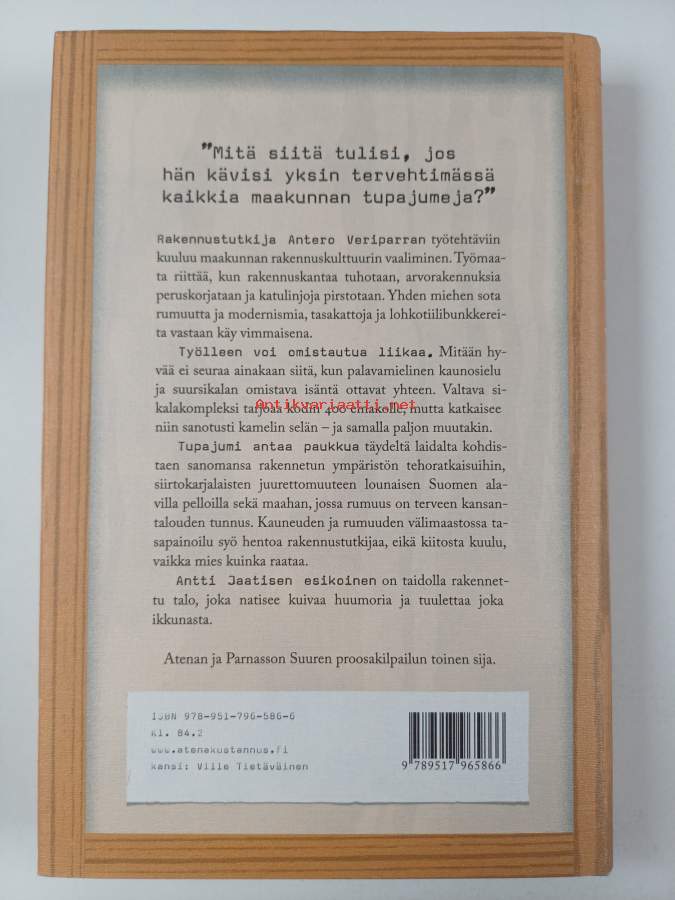 "Mitä siitä tulisi, jos
hän kävisi yksin tervehtimässä
kaikkia maakunnan tupajumeja?"
Rakennustutkija Antero Veriparran työtehtäviin
kuuluu maakunnan rakennuskulttuurin vaaliminen. Työmaa-
ta riittää, kun rakennuskantaa tuhotaan, arvorakennuksia
peruskorjataan ja katulinjoja pirstotaan. Yhden miehen sota
rumuutta ja modernismia, tasakattoja ja lohkotiilibunkkerei-
ta vastaan käy vimmaisena.
Työlleen voi omistautua liikaa. Mitään hy-
vää ei seuraa ainakaan siitä, kun palavamielinen kaunosielu
ja suursikalan omistava isäntä ottavat yhteen. Valtava si-
kalakompleksi tarjoaa kodin 400 emakolle, mutta katkaisee
Antikvariaatti.net
niin sanotusti kamelin selän – ja samalla paljon muutakin.
Tupajumi antaa paukkua täydeltä laidalta kohdis-
taen sanomansa rakennetun ympäristön tehoratkaisuihin,
siirtokarjalaisten juurettomuuteen lounaisen Suomen ala-
villa pelloilla sekä maahan, jossa rumuus on terveen kansan-
talouden tunnus. Kauneuden ja rumuuden välimaastossa ta-
sapainoilu syö hentoa rakennustutkijaa, eikä kiitosta kuulu,
vaikka mies kuinka raataa.
Antti Jaatisen esikoinen on taidolla rakennet-
tu talo, joka natisee kuivaa huumoria ja tuulettaa joka
ikkunasta.
Atenan ja Parnasson Suuren proosakilpailun toinen sija.
ISBN 978-951-796-586-6
Kl. 84.2
www.atenakustannus.fi
kansi: Ville Tietäväinen
9 789517 965866